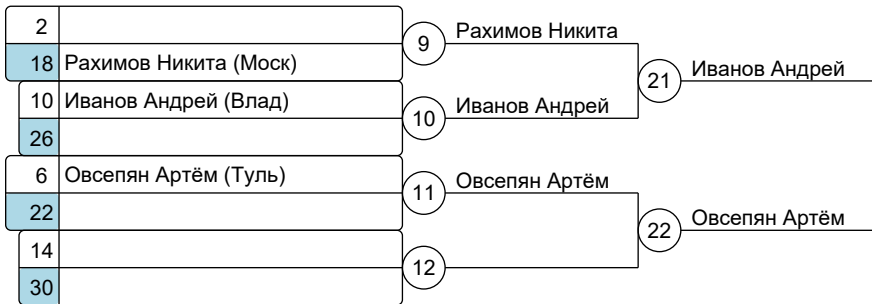 2
9 Рахимов Никита
18 Рахимов Никита (Моск)
21 Иванов Андрей
10 Иванов Андрей (Влад)
10 Иванов Андрей
26
6 Овсепян Артём (Туль)
11 Овсепян Артём
22
22 Овсепян Артём
14
12
30